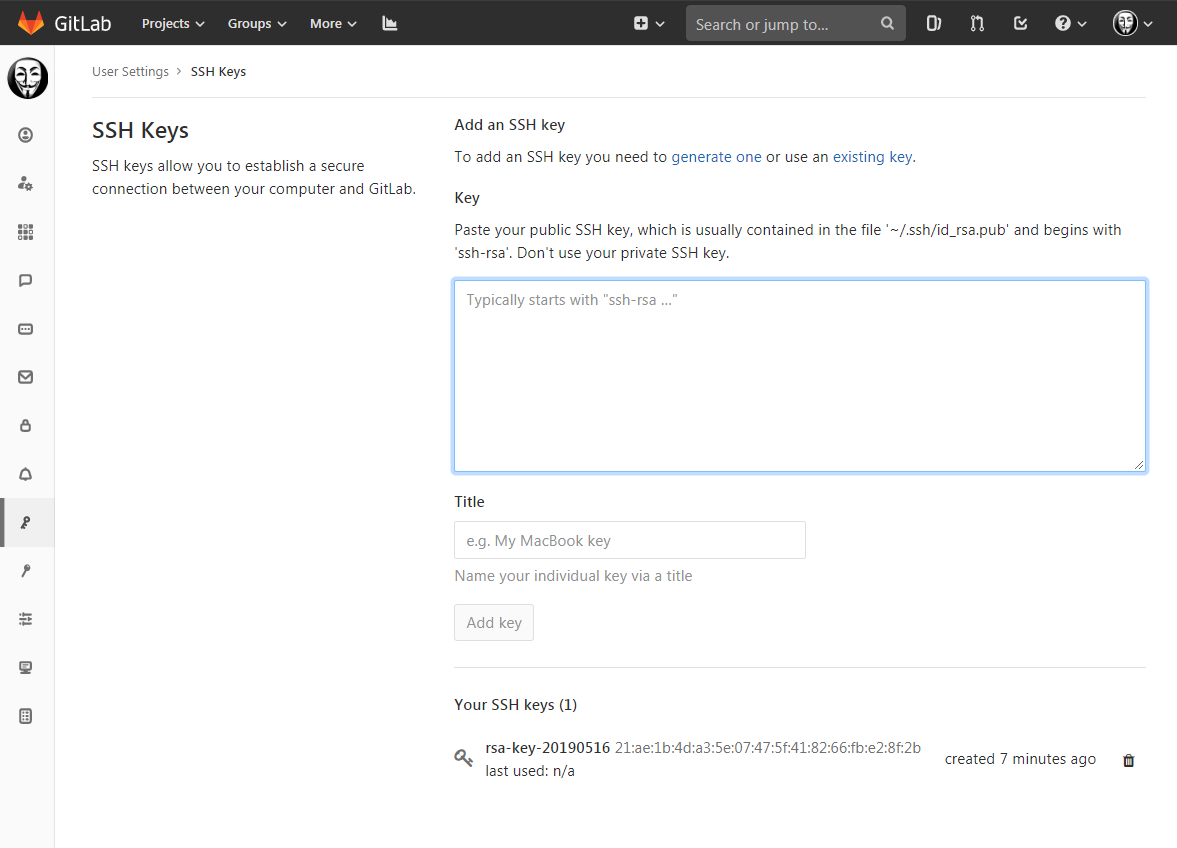 GitLab Projects Groups More Search or jump to...
User Settings > SSH Keys
SSH Keys
SSH keys allow you to establish a secure
connection between your computer and GitLab.
Add an SSH key
To add an SSH key you need to generate one or use an existing key.
Key
Paste your public SSH key, which is usually contained in the file '~/.ssh/id_rsa.pub' and begins with
'ssh-rsa'. Don't use your private SSH key.
Typically starts with "ssh-rsa ..."
Title
e.g. My MacBook key
Name your individual key via a title
Add key
Your SSH keys (1)
rsa-key-20190516 21:ae:1b:4d:a3:5e:07:47:5f:41:82:66:fb:e2:8f:2b
last used: n/a
created 7 minutes ago